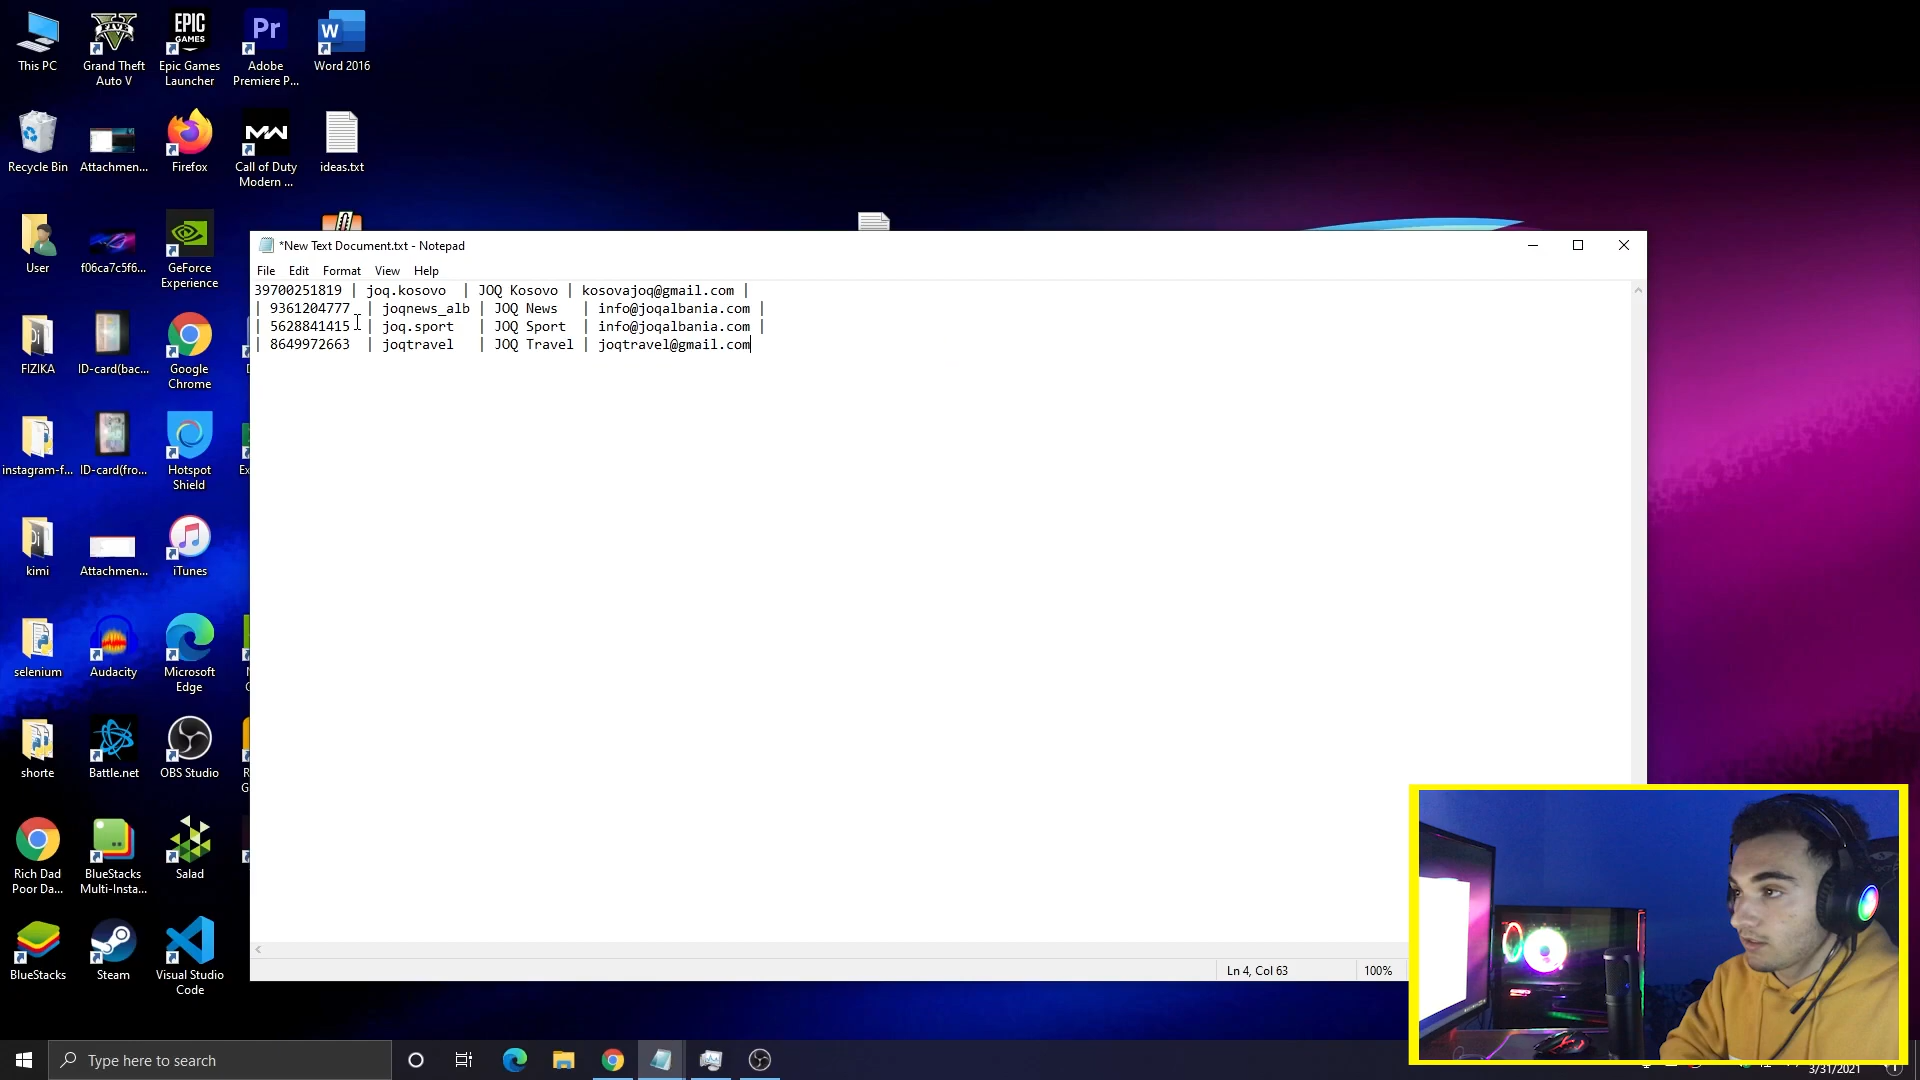 This PC
Grand Theft
Auto V
EPIC
GAMES
Epic Games
Launcher
Pr
Adobe
Premiere P...
W
Word 2016
Recycle Bin
Attachmen...
Firefox
MW
Call of Duty
Modern ...
ideas.txt
User
f06ca7c5f6...
GeForce
Experience
*New Text Document.txt - Notepad
File Edit Format View Help
39700251819 | joq.kosovo | JOQ Kosovo | kosovajoq@gmail.com |
| 9361204777 | joqnews_alb | JOQ News | info@joqalbania.com |
| 5628841415 | joq.sport | JOQ Sport | info@joqalbania.com |
| 8649972663 | joqtravel | JOQ Travel | joqtravel@gmail.com
FIZIKA
ID-card(bac...
Google
Chrome
instagram-f...
ID-card(fro...
Hotspot
Shield
kimi
Attachmen...
iTunes
selenium
Audacity
Microsoft
Edge
shorte
Battle.net
OBS Studio
Rich Dad
Poor Da...
BlueStacks
Multi-Insta...
Salad
BlueStacks
Steam
Visual Studio
Code
Ln 4, Col 63
100%
Type here to search
3/31/2021